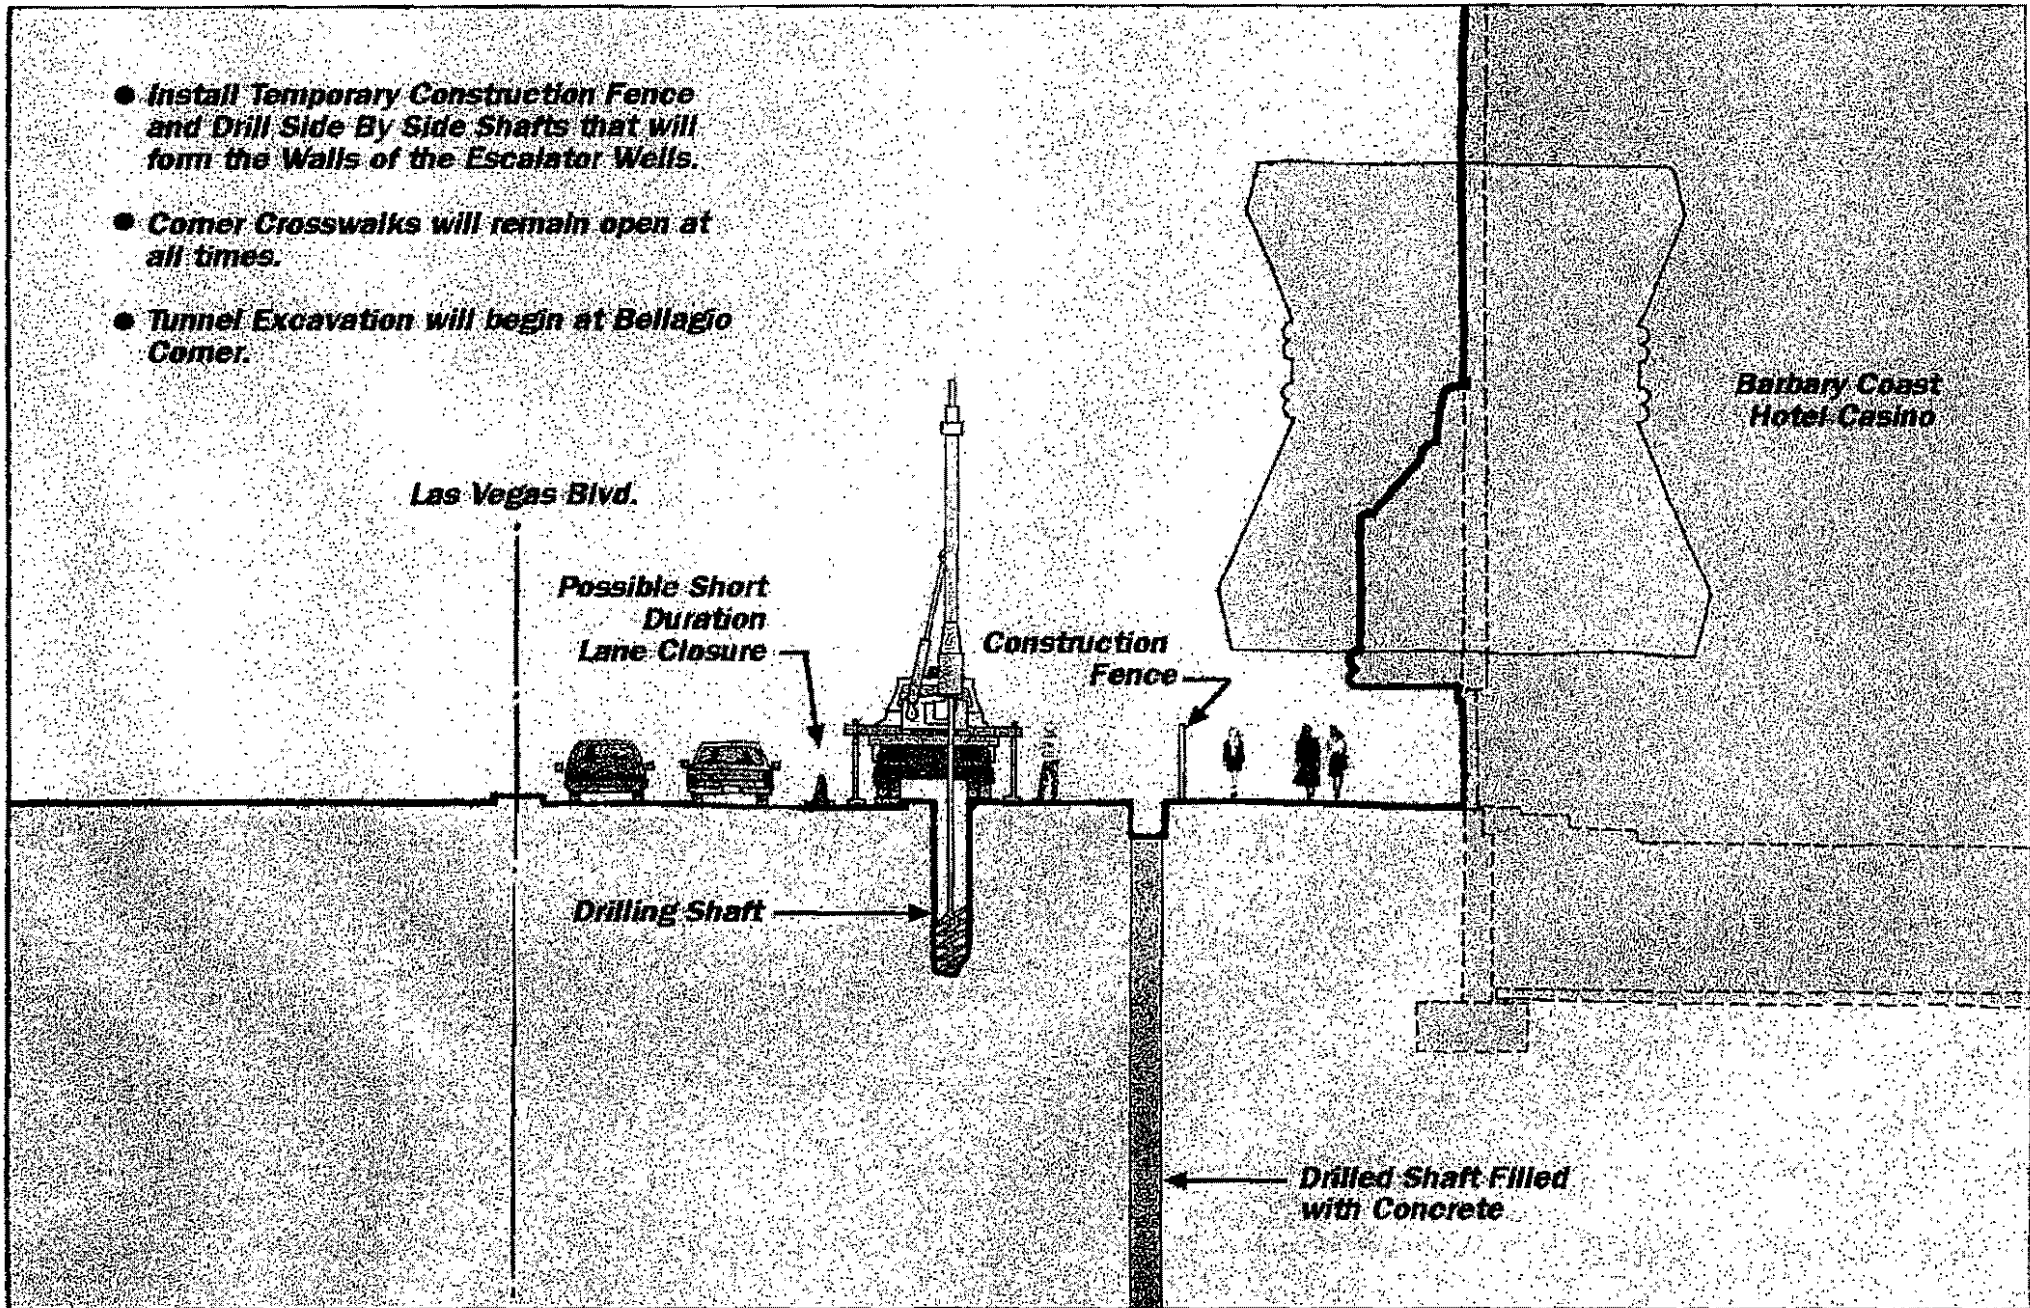 ● Install Temporary Construction Fence
and Drill Side By Side Shafts that will
form the Walls of the Escalator Wells.
● Corner Crosswalks will remain open at
all times.
● Tunnel Excavation will begin at Bellagio
Corner.
Barbary Coast
Hotel-Casino
Las Vegas Blvd.
Possible Short
Duration
Lane Closure
Construction
Fence
Drilling Shaft
Drilled Shaft Filled
with Concrete